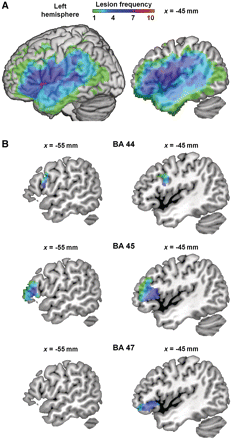 A
Left
hemisphere
Lesion frequency
1 4 7 10
x = -45 mm
B
x = -55 mm
BA 44
x = -45 mm
x = -55 mm
BA 45
x = -45 mm
x = -55 mm
BA 47
x = -45 mm